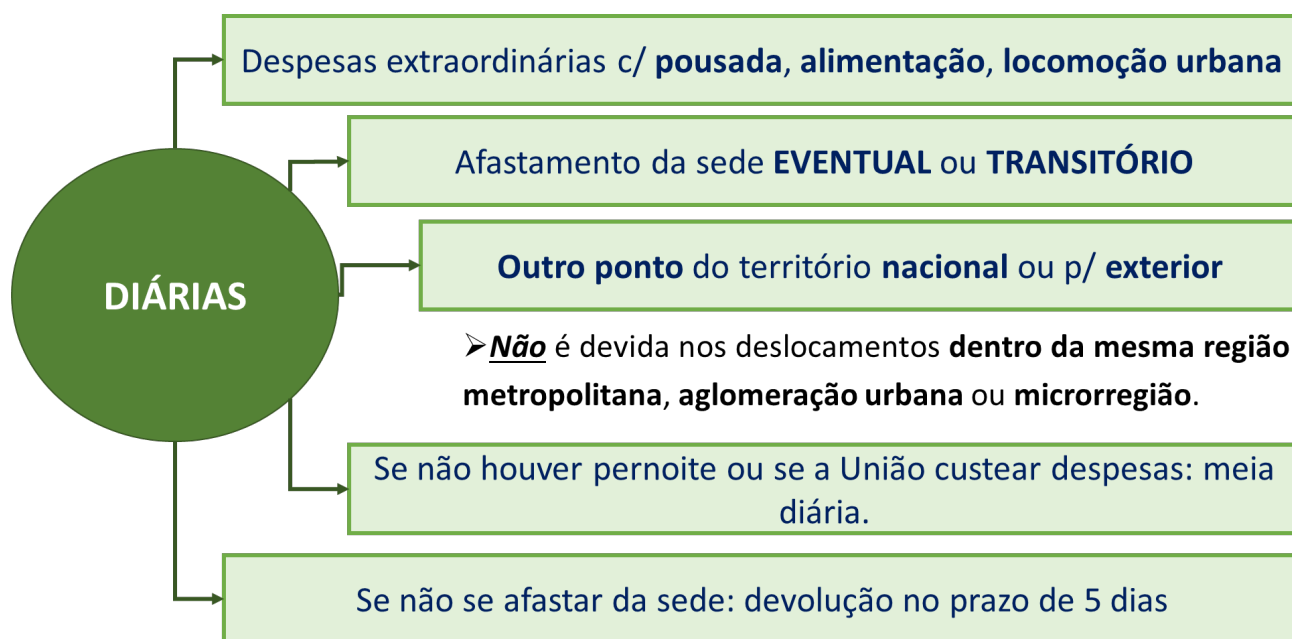 Despesas extraordinárias c/ pousada, alimentação, locomoção urbana
Afastamento da sede EVENTUAL ou TRANSITÓRIO
Outro ponto do território nacional ou p/ exterior
DIÁRIAS
➢Não é devida nos deslocamentos dentro da mesma região
metropolitana, aglomeração urbana ou microrregião.
Se não houver pernoite ou se a União custear despesas: meia
diária.
Se não se afastar da sede: devolução no prazo de 5 dias